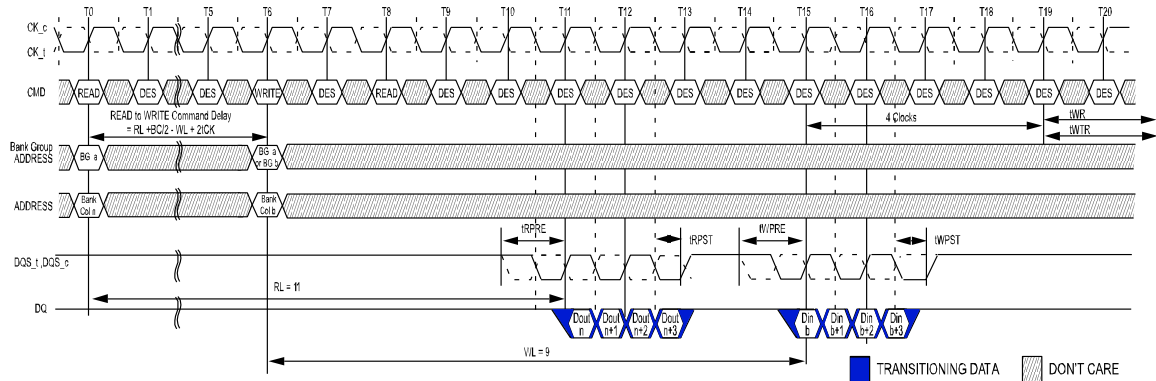 T0 T1 T5 T6 T7 T8 T9 T10 T11 T12 T13 T14 T15 T16 T17 T18 T19 T20
CK_c
CK_t
CMD READ DES DES WRITE DES READ DES DES DES DES DES DES DES DES DES DES DES DES
READ to WRITE Command Delay
= RL +BC/2 - WL + 2tCK
4 Clocks
tWR
tWTR
Bank Group
ADDRESS
BG a
BG a
or BG b
ADDRESS
Bank
Col n
Bank
Col b
tRPRE
tRPST
tWPRE
tWPST
DQS_t ,DQS_c
RL = 11
DQ
Dout
n
Dout
n+1
Dout
n+2
Dout
n+3
Din
b
Din
b+1
Din
b+2
Din
b+3
WL = 9
TRANSITIONING DATA
DON'T CARE